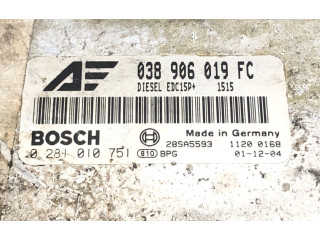 AF 038 906 019 FC
DIESEL EDC15P+ 1515
BOSCH Made in Germany
28SA5593 1120 0168
0 281 010 751 810 BPG 01-12-04